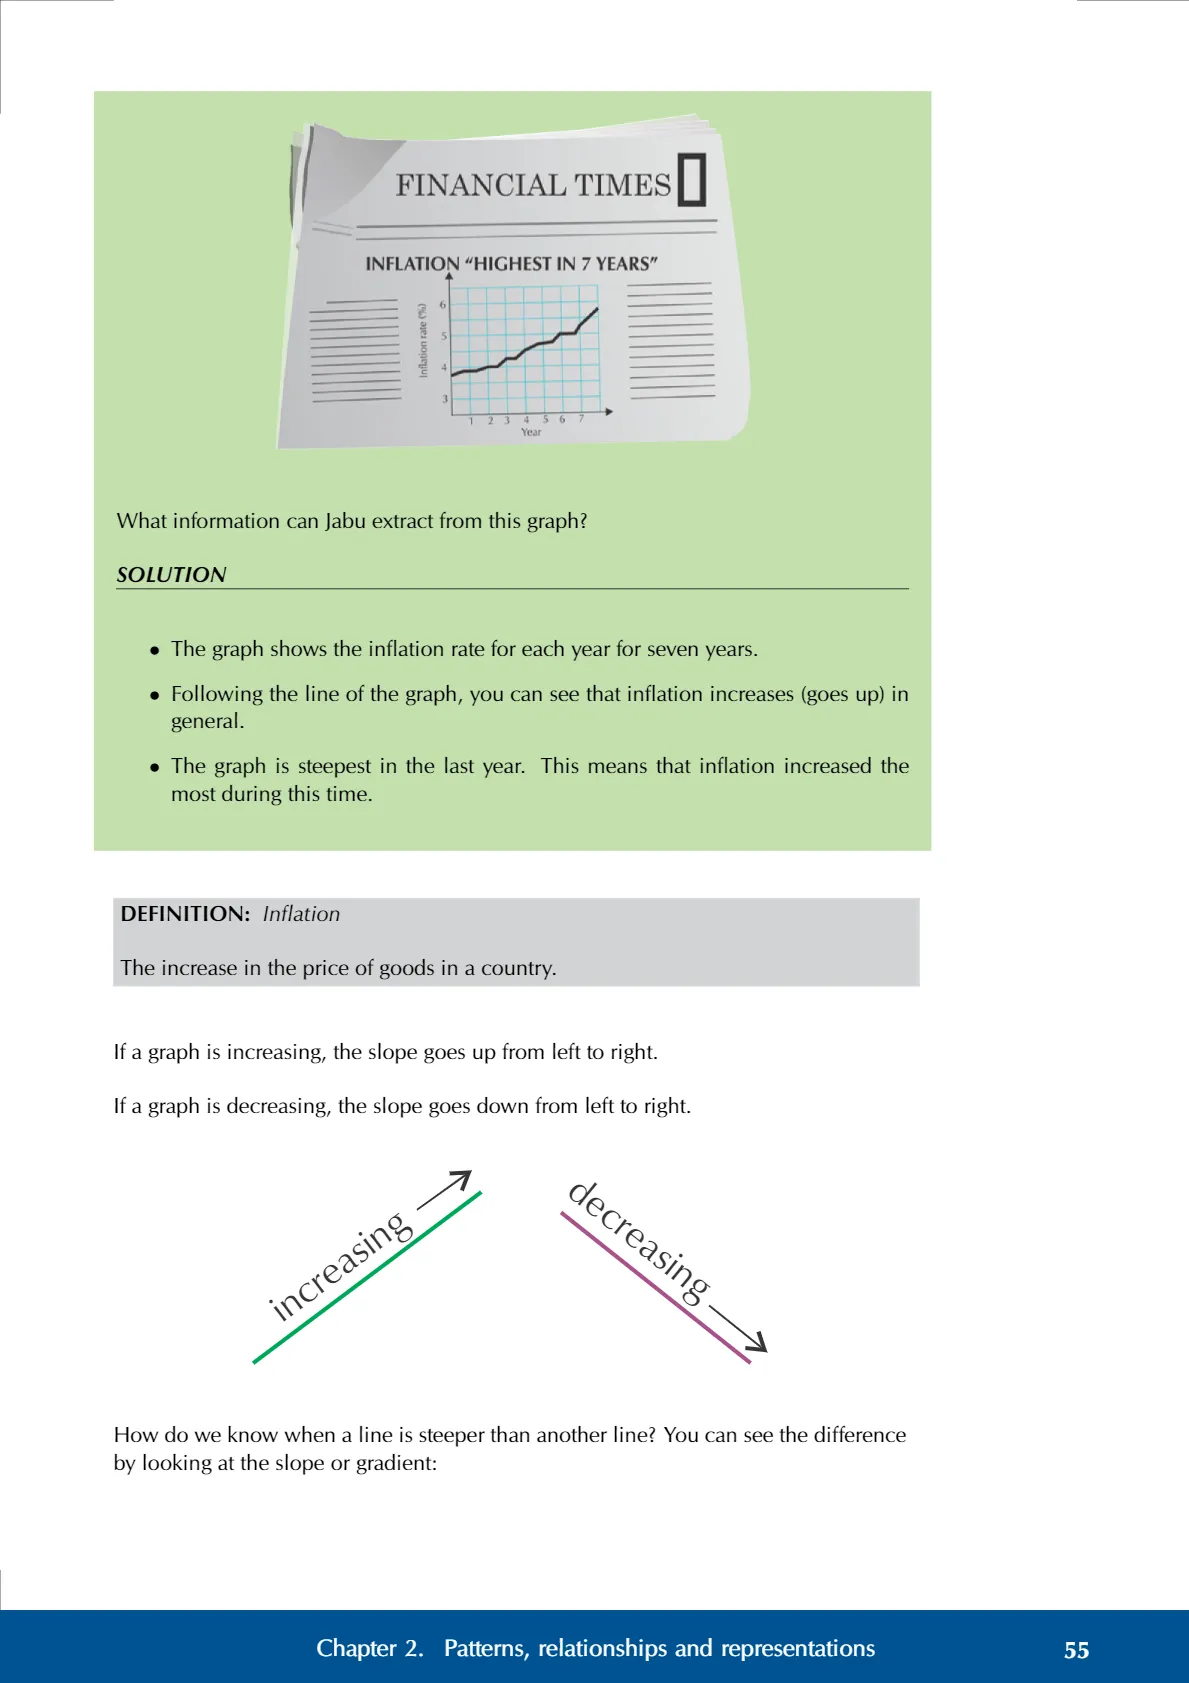 FINANCIAL TIMES
INFLATION “HIGHEST IN 7 YEARS”
Inflation rate (%)
6
5
4
3
1 2 3 4 5 6 7
Year
What information can Jabu extract from this graph?
SOLUTION
• The graph shows the inflation rate for each year for seven years.
• Following the line of the graph, you can see that inflation increases (goes up) in
general.
• The graph is steepest in the last year. This means that inflation increased the
most during this time.
DEFINITION: Inflation
The increase in the price of goods in a country.
If a graph is increasing, the slope goes up from left to right.
If a graph is decreasing, the slope goes down from left to right.
increasing
decreasing
How do we know when a line is steeper than another line? You can see the difference
by looking at the slope or gradient:
Chapter 2. Patterns, relationships and representations 55